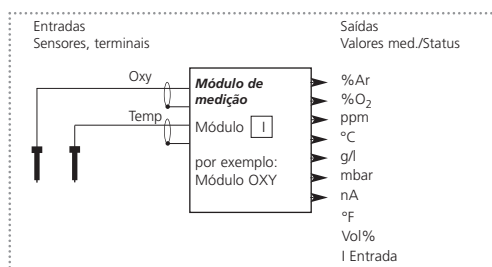 Entradas
Sensores, terminais
Saídas
Valores med./Status
Oxy
Temp
Módulo de
medição
Módulo I
por exemplo:
Módulo OXY
%Ar
%O2
ppm
°C
g/l
mbar
nA
°F
Vol%
I Entrada